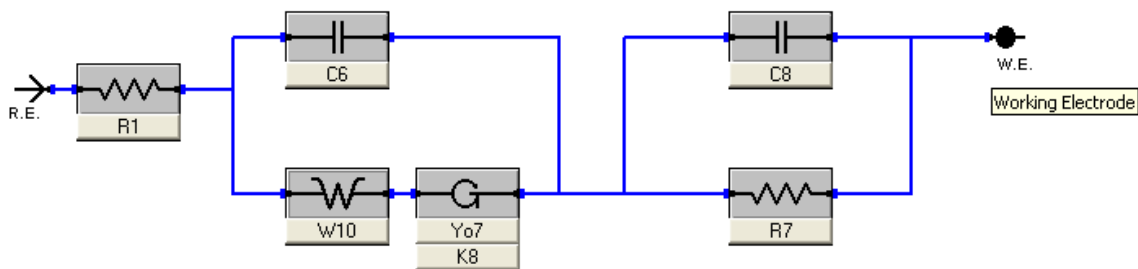 C6
C8
R.E.
R1
W.E.
Working Electrode
W
G
W10
Yo7
K8
R7